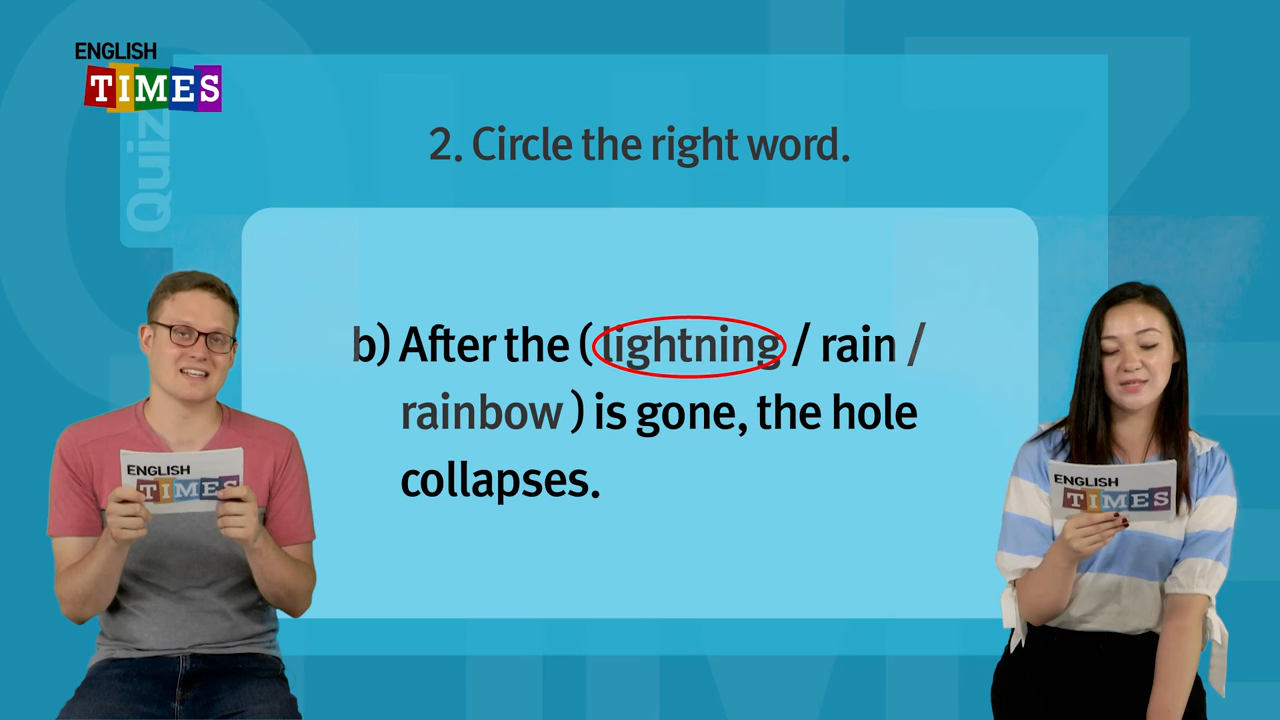 ENGLISH
TIMES
Quiz
2. Circle the right word.
b) After the ( lightning / rain /
rainbow ) is gone, the hole
collapses.
ENGLISH
TIMES
ENGLISH
TIMES